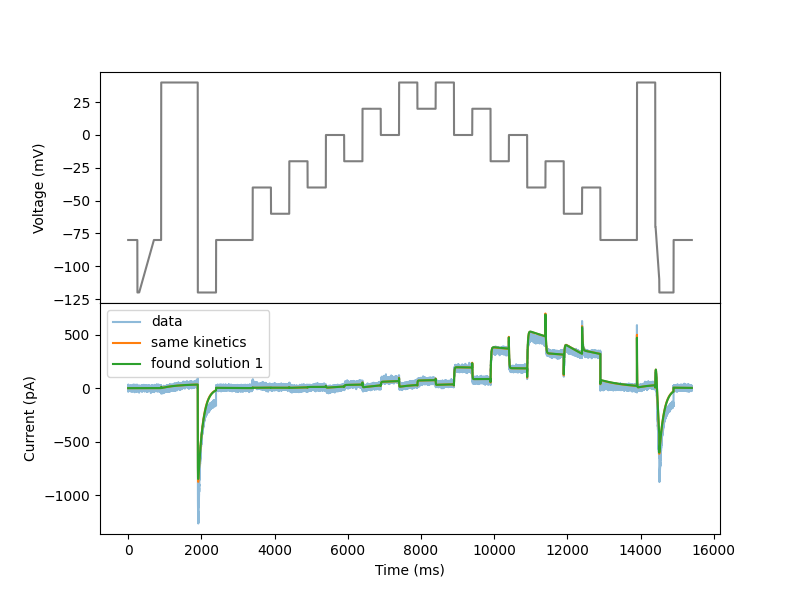 25
0
−25
−50
−75
−100
−125
Voltage (mV)
data
same kinetics
found solution 1
500
0
−500
−1000
Current (pA)
0 2000 4000 6000 8000 10000 12000 14000 16000
Time (ms)